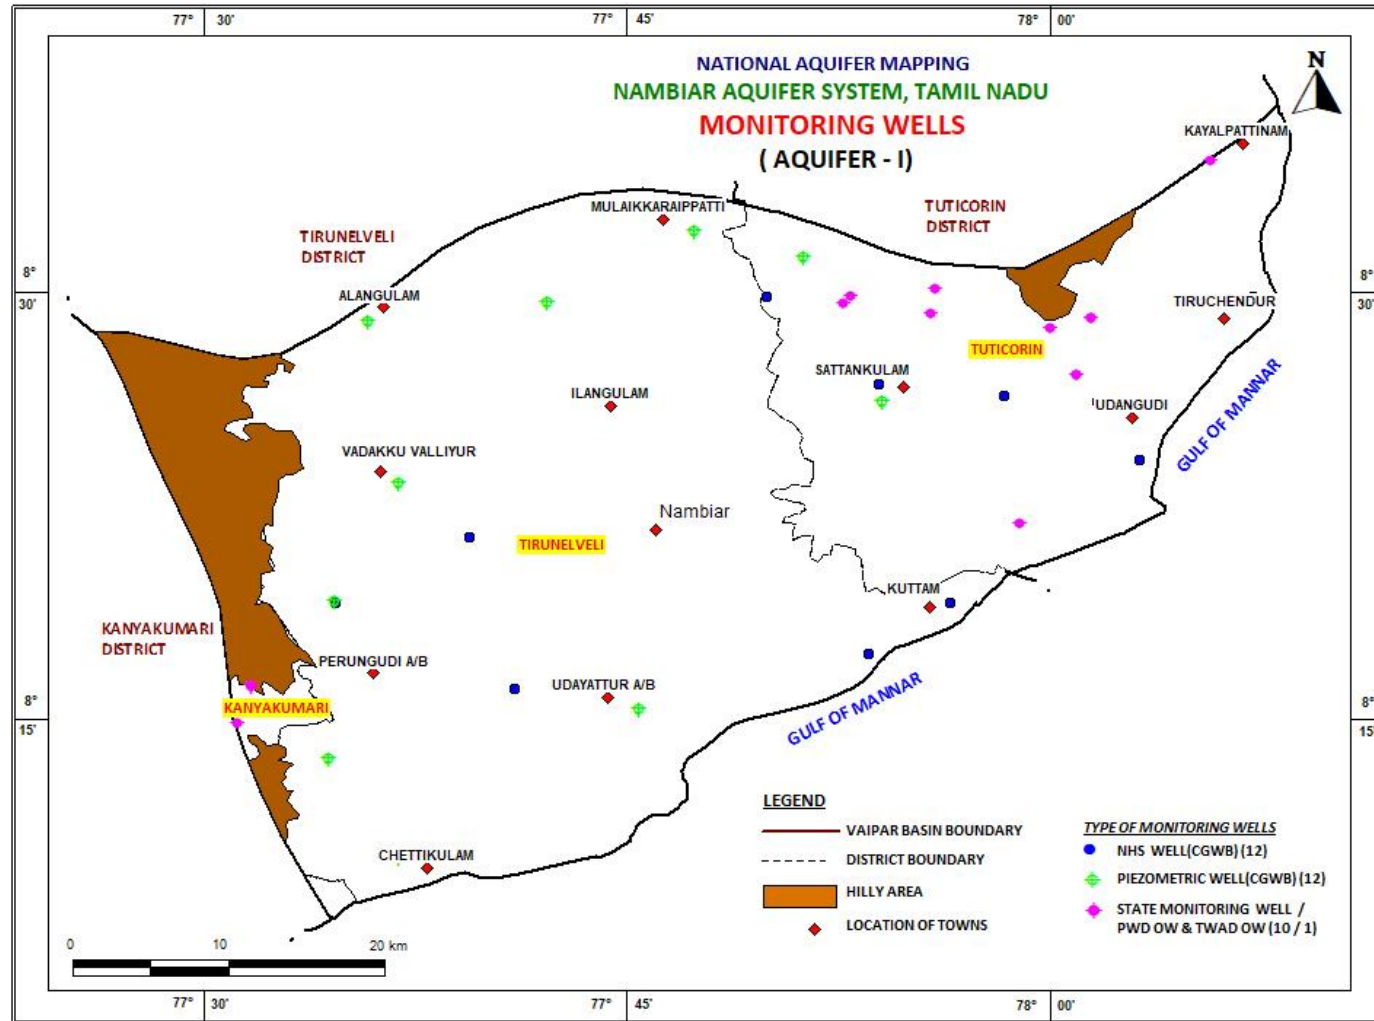 77° 30'
77° 45'
78° 00'
NATIONAL AQUIFER MAPPING
NAMBIAR AQUIFER SYSTEM, TAMIL NADU
MONITORING WELLS
( AQUIFER - I)
N
KAYALPATTINAM
MULAIKKARAIPPATTI
TUTICORIN
DISTRICT
TIRUNELVELI
DISTRICT
8°
30'
8°
30'
ALANGULAM
TIRUCHENDUR
TUTICORIN
SATTANKULAM
ILANGULAM
'UDANGUDI
GULF OF MANNAR
VADAKKU VALLIYUR
Nambiar
TIRUNELVELI
KUTTAM
KANYAKUMARI
DISTRICT
PERUNGUDI A/B
UDAYATTUR A/B
KANYAKUMARI
8°
15'
8°
15'
GULF OF MANNAR
CHETTIKULAM
LEGEND
VAIPAR BASIN BOUNDARY
DISTRICT BOUNDARY
HILLY AREA
LOCATION OF TOWNS
TYPE OF MONITORING WELLS
NHS WELL(CGWB) (12)
PIEZOMETRIC WELL(CGWB) (12)
STATE MONITORING WELL /
PWD OW & TWAD OW (10 / 1)
0 10 20 km
77° 30'
77° 45'
78° 00'